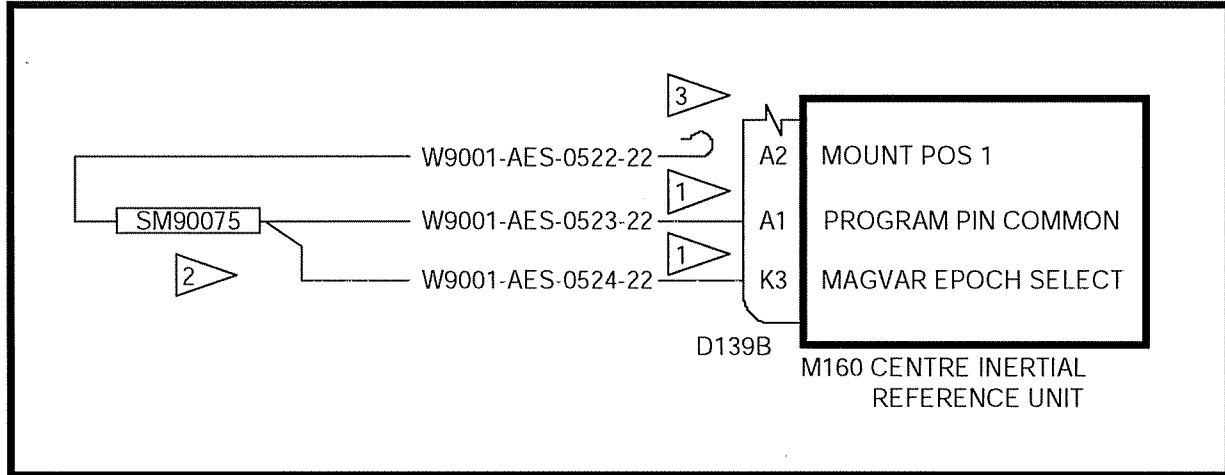 3
W9001-AES-0522-22
A2
MOUNT POS 1
1
SM90075
W9001-AES-0523-22
A1
PROGRAM PIN COMMON
2
1
W9001-AES-0524-22
K3
MAGVAR EPOCH SELECT
D139B
M160 CENTRE INERTIAL
REFERENCE UNIT